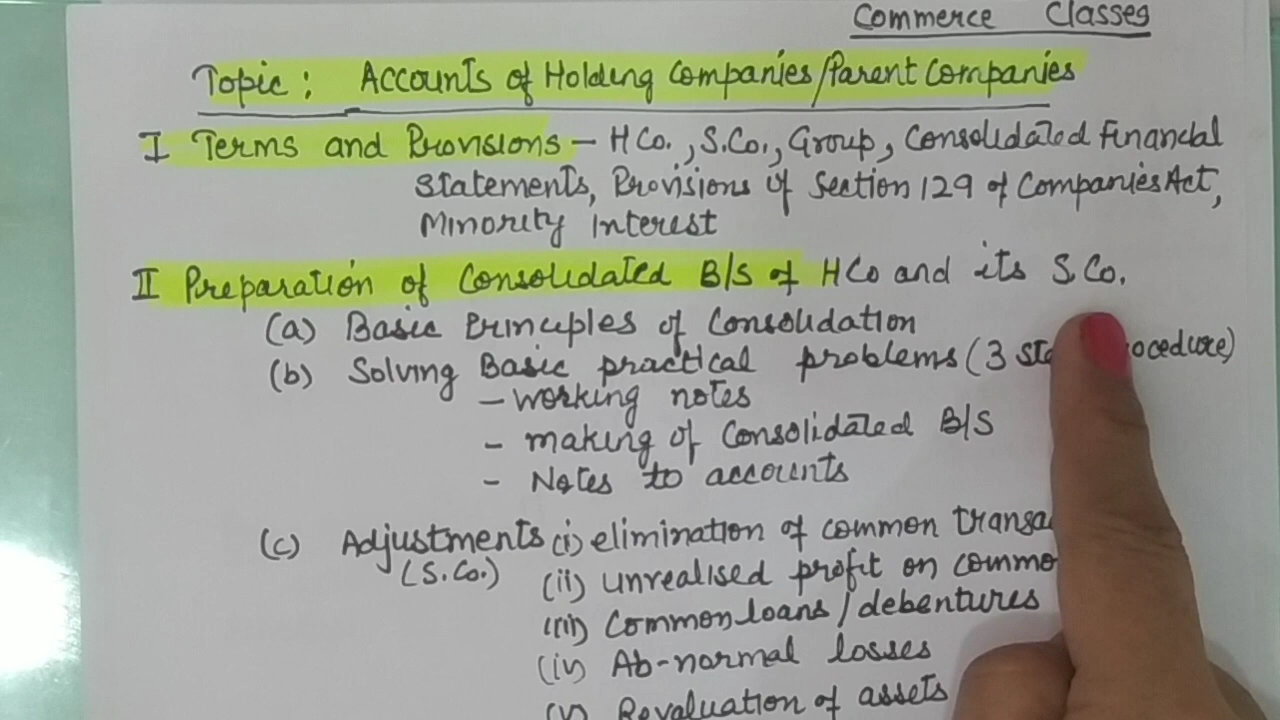 Commerce Classes
Topic: Accounts of Holding Companies/Parent Companies
I Terms and Provisions - H Co., S.Co., Group, Consolidated Financial
Statements, Provisions of Section 129 of Companies Act,
Minority Interest
II Preparation of Consolidated B/S of H Co and its S.Co.
(a) Basic Principles of Consolidation
(b) Solving Basic practical problems (3
- working notes
- making of Consolidated B/S
- Notes to accounts
(c) Adjustments (i) elimination of common
(S.Co.) (ii) unrealised profit on
(iii) Common loans / debentures
(iv) Ab-normal losses
(v) Revaluation of assets